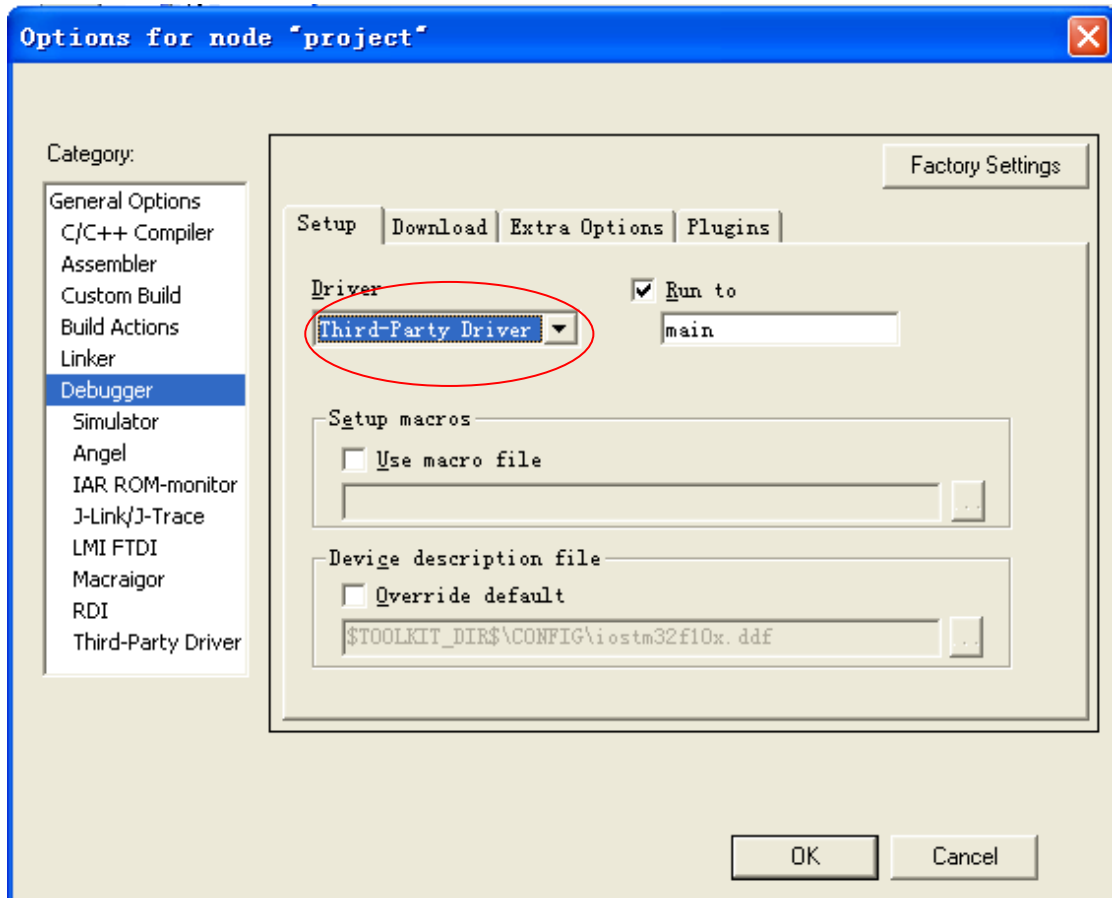 Options for node "project"
Category:
Factory Settings
General Options
C/C++ Compiler
Assembler
Custom Build
Build Actions
Linker
Debugger
Simulator
Angel
IAR ROM-monitor
J-Link/J-Trace
LMI FTDI
Macraigor
RDI
Third-Party Driver
Setup Download Extra Options Plugins
Driver
Third-Party Driver
Run to
main
Setup macros
Use macro file
...
Device description file
Override default
$TOOLKIT_DIR$\CONFIG\iostm32f10x.ddf
...
OK Cancel